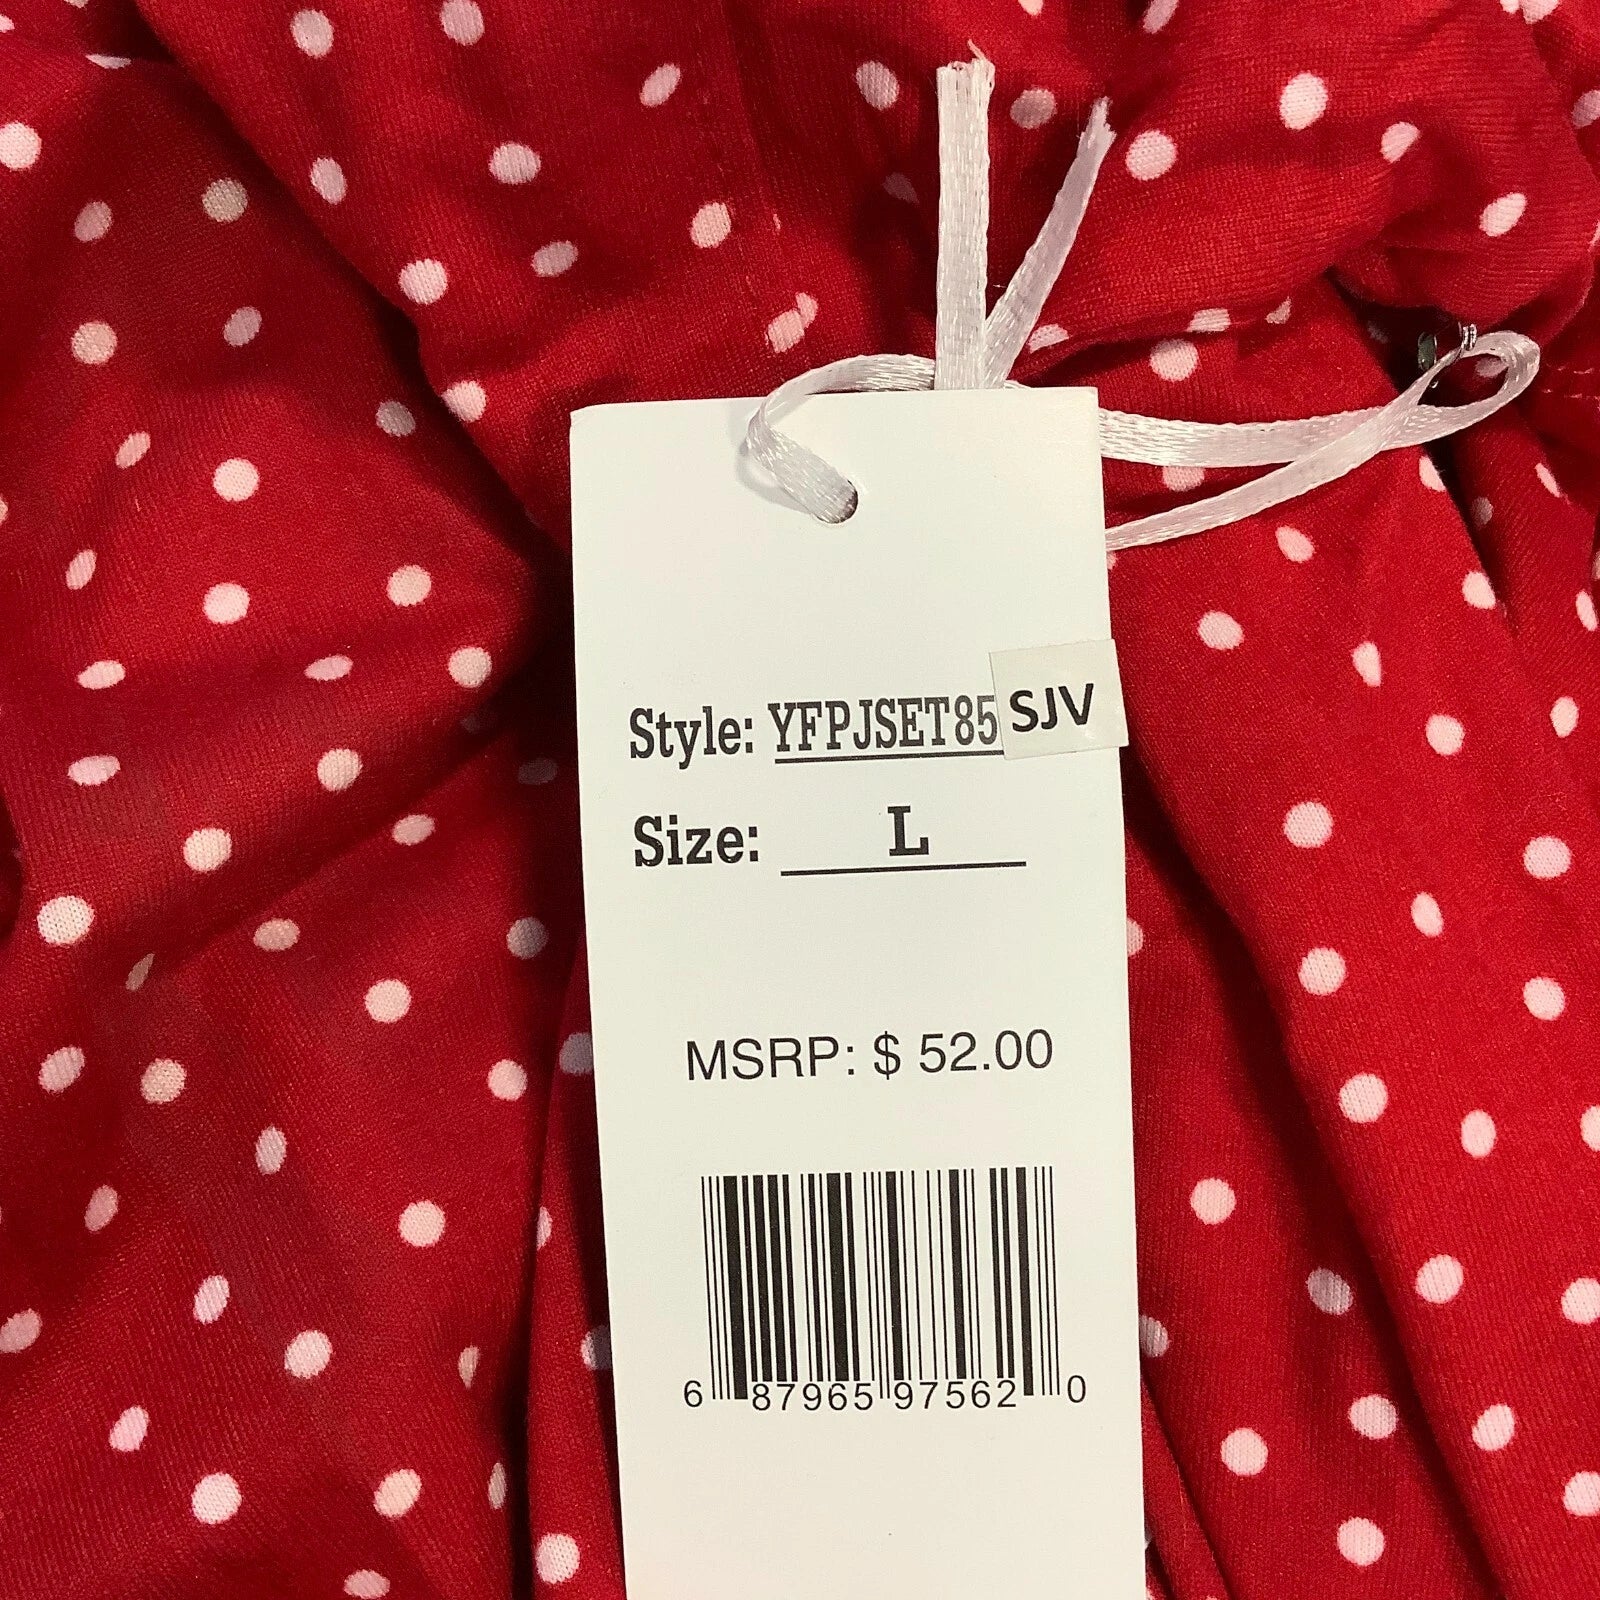 Style: YFPJSET85 SJV
Size: L
MSRP: $ 52.00
6 87965 97562 0